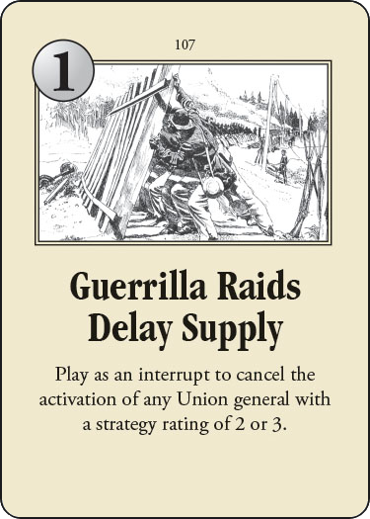 107
1
Guerrilla Raids
Delay Supply
Play as an interrupt to cancel the
activation of any Union general with
a strategy rating of 2 or 3.